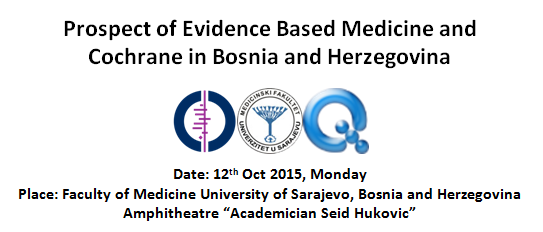 Prospect of Evidence Based Medicine and
Cochrane in Bosnia and Herzegovina
MEDICINSKI FAKULTET
UNIVERZITET U SARAJEVU
Date: 12th Oct 2015, Monday
Place: Faculty of Medicine University of Sarajevo, Bosnia and Herzegovina
Amphitheatre “Academician Seid Hukovic”